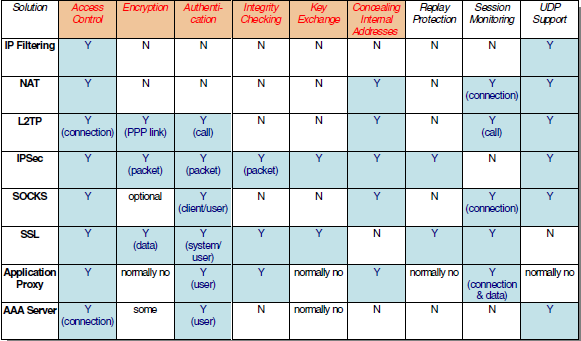 Solution Access Control Encryption Authenti-cation Integrity Checking Key Exchange Concealing Internal Addresses Replay Protection Session Monitoring UDP Support
IP Filtering Y N N N N N N N Y
NAT Y N N N N Y N Y (connection) Y
L2TP Y (connection) Y (PPP link) Y (call) N N Y N Y (call) Y
IPSec Y Y (packet) Y (packet) Y (packet) Y Y Y N Y
SOCKS Y optional Y (client/user) N N Y N Y (connection) Y
SSL Y Y (data) Y (system/ user) Y Y N Y Y N
Application Proxy Y normally no Y (user) Y normally no Y normally no Y (connection & data) normally no
AAA Server Y (connection) some Y (user) N normally no N N N Y